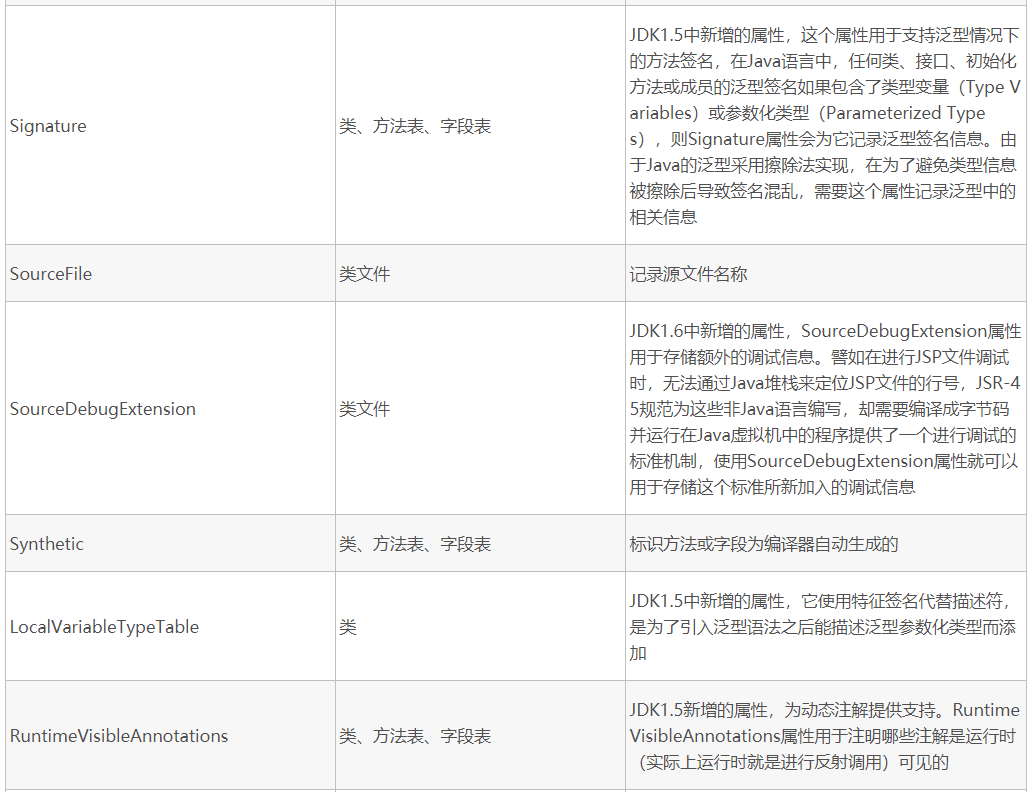 Signature
类、方法表、字段表
JDK1.5中新增的属性，这个属性用于支持泛型情况下
的方法签名，在Java语言中，任何类、接口、初始化
方法或成员的泛型签名如果包含了类型变量（Type V
ariables）或参数化类型（Parameterized Type
s），则Signature属性会为它记录泛型签名信息。由
于Java的泛型采用擦除法实现，在为了避免类型信息
被擦除后导致签名混乱，需要这个属性记录泛型中的
相关信息
SourceFile
类文件
记录源文件名称
SourceDebugExtension
类文件
JDK1.6中新增的属性，SourceDebugExtension属性
用于存储额外的调试信息。譬如在进行JSP文件调试
时，无法通过Java堆栈来定位JSP文件的行号，JSR-4
5规范为这些非Java语言编写，却需要编译成字节码
并运行在Java虚拟机中的程序提供了一个进行调试的
标准机制，使用SourceDebugExtension属性就可以
用于存储这个标准所新加入的调试信息
Synthetic
类、方法表、字段表
标识方法或字段为编译器自动生成的
LocalVariableTypeTable
类
JDK1.5中新增的属性，它使用特征签名代替描述符，
是为了引入泛型语法之后能描述泛型参数化类型而添
加
RuntimeVisibleAnnotations
类、方法表、字段表
JDK1.5新增的属性，为动态注解提供支持。Runtime
VisibleAnnotations属性用于注明哪些注解是运行时
（实际上运行时就是进行反射调用）可见的